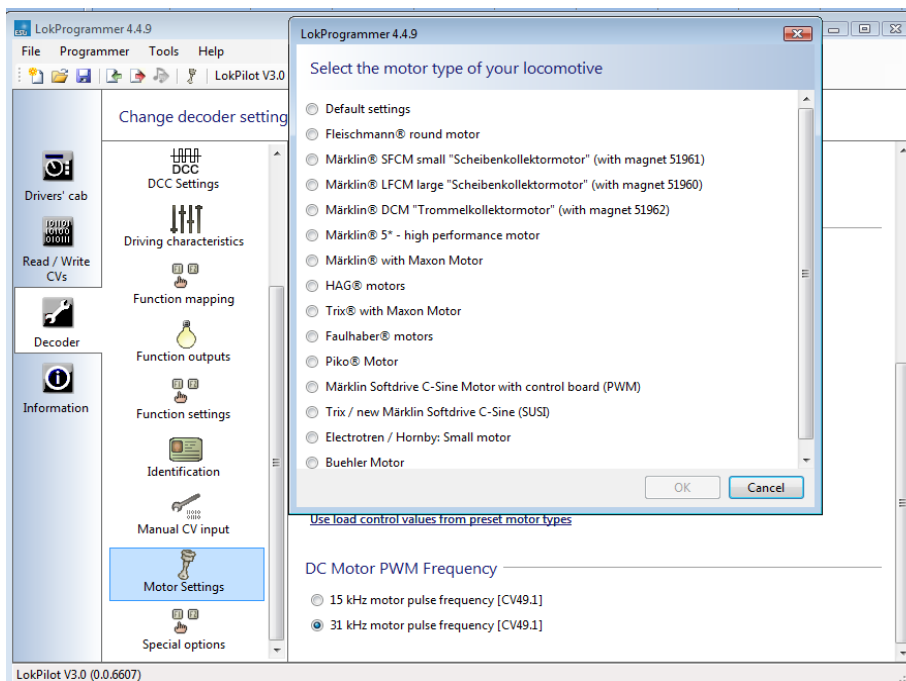 LokProgrammer 4.4.9
File Programmer Tools Help
LokPilot V3.0
Drivers' cab
Read / Write
CVs
Decoder
Information
Change decoder setting
DCC
DCC Settings
Driving characteristics
Function mapping
Function outputs
Function settings
Identification
Manual CV input
Motor Settings
Special options
LokProgrammer 4.4.9
Select the motor type of your locomotive
Default settings
Fleischmann® round motor
Märklin® SFCM small "Scheibenkollektormotor" (with magnet 51961)
Märklin® LFCM large "Scheibenkollektormotor" (with magnet 51960)
Märklin® DCM "Trommelkollektormotor" (with magnet 51962)
Märklin® 5* - high performance motor
Märklin® with Maxon Motor
HAG® motors
Trix® with Maxon Motor
Faulhaber® motors
Piko® Motor
Märklin Softdrive C-Sine Motor with control board (PWM)
Trix / new Märklin Softdrive C-Sine (SUSI)
Electrotren / Hornby: Small motor
Buehler Motor
OK Cancel
Use load control values from preset motor types
DC Motor PWM Frequency
15 kHz motor pulse frequency [CV49.1]
31 kHz motor pulse frequency [CV49.1]
LokPilot V3.0 (0.0.6607)